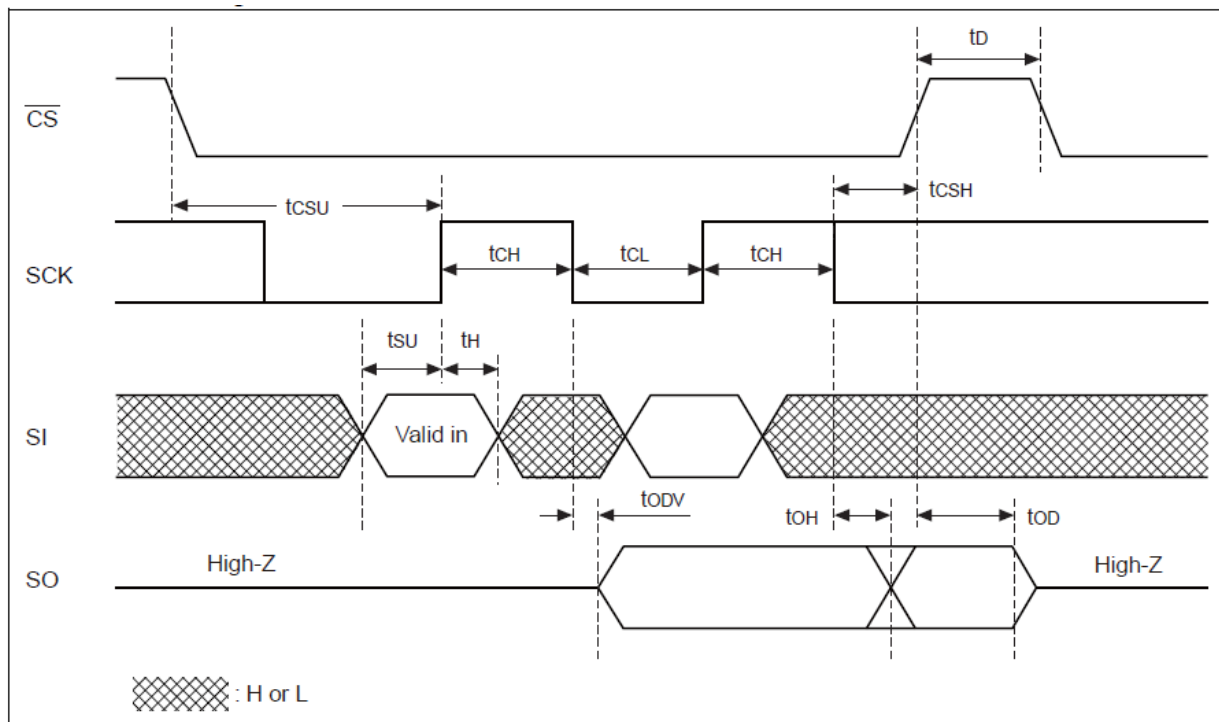 tD
CS
tCSU
tCSH
SCK
tCH
tCL
tCH
tSU
tH
SI
Valid in
tODV
tOH
tOD
SO
High-Z
High-Z
: H or L